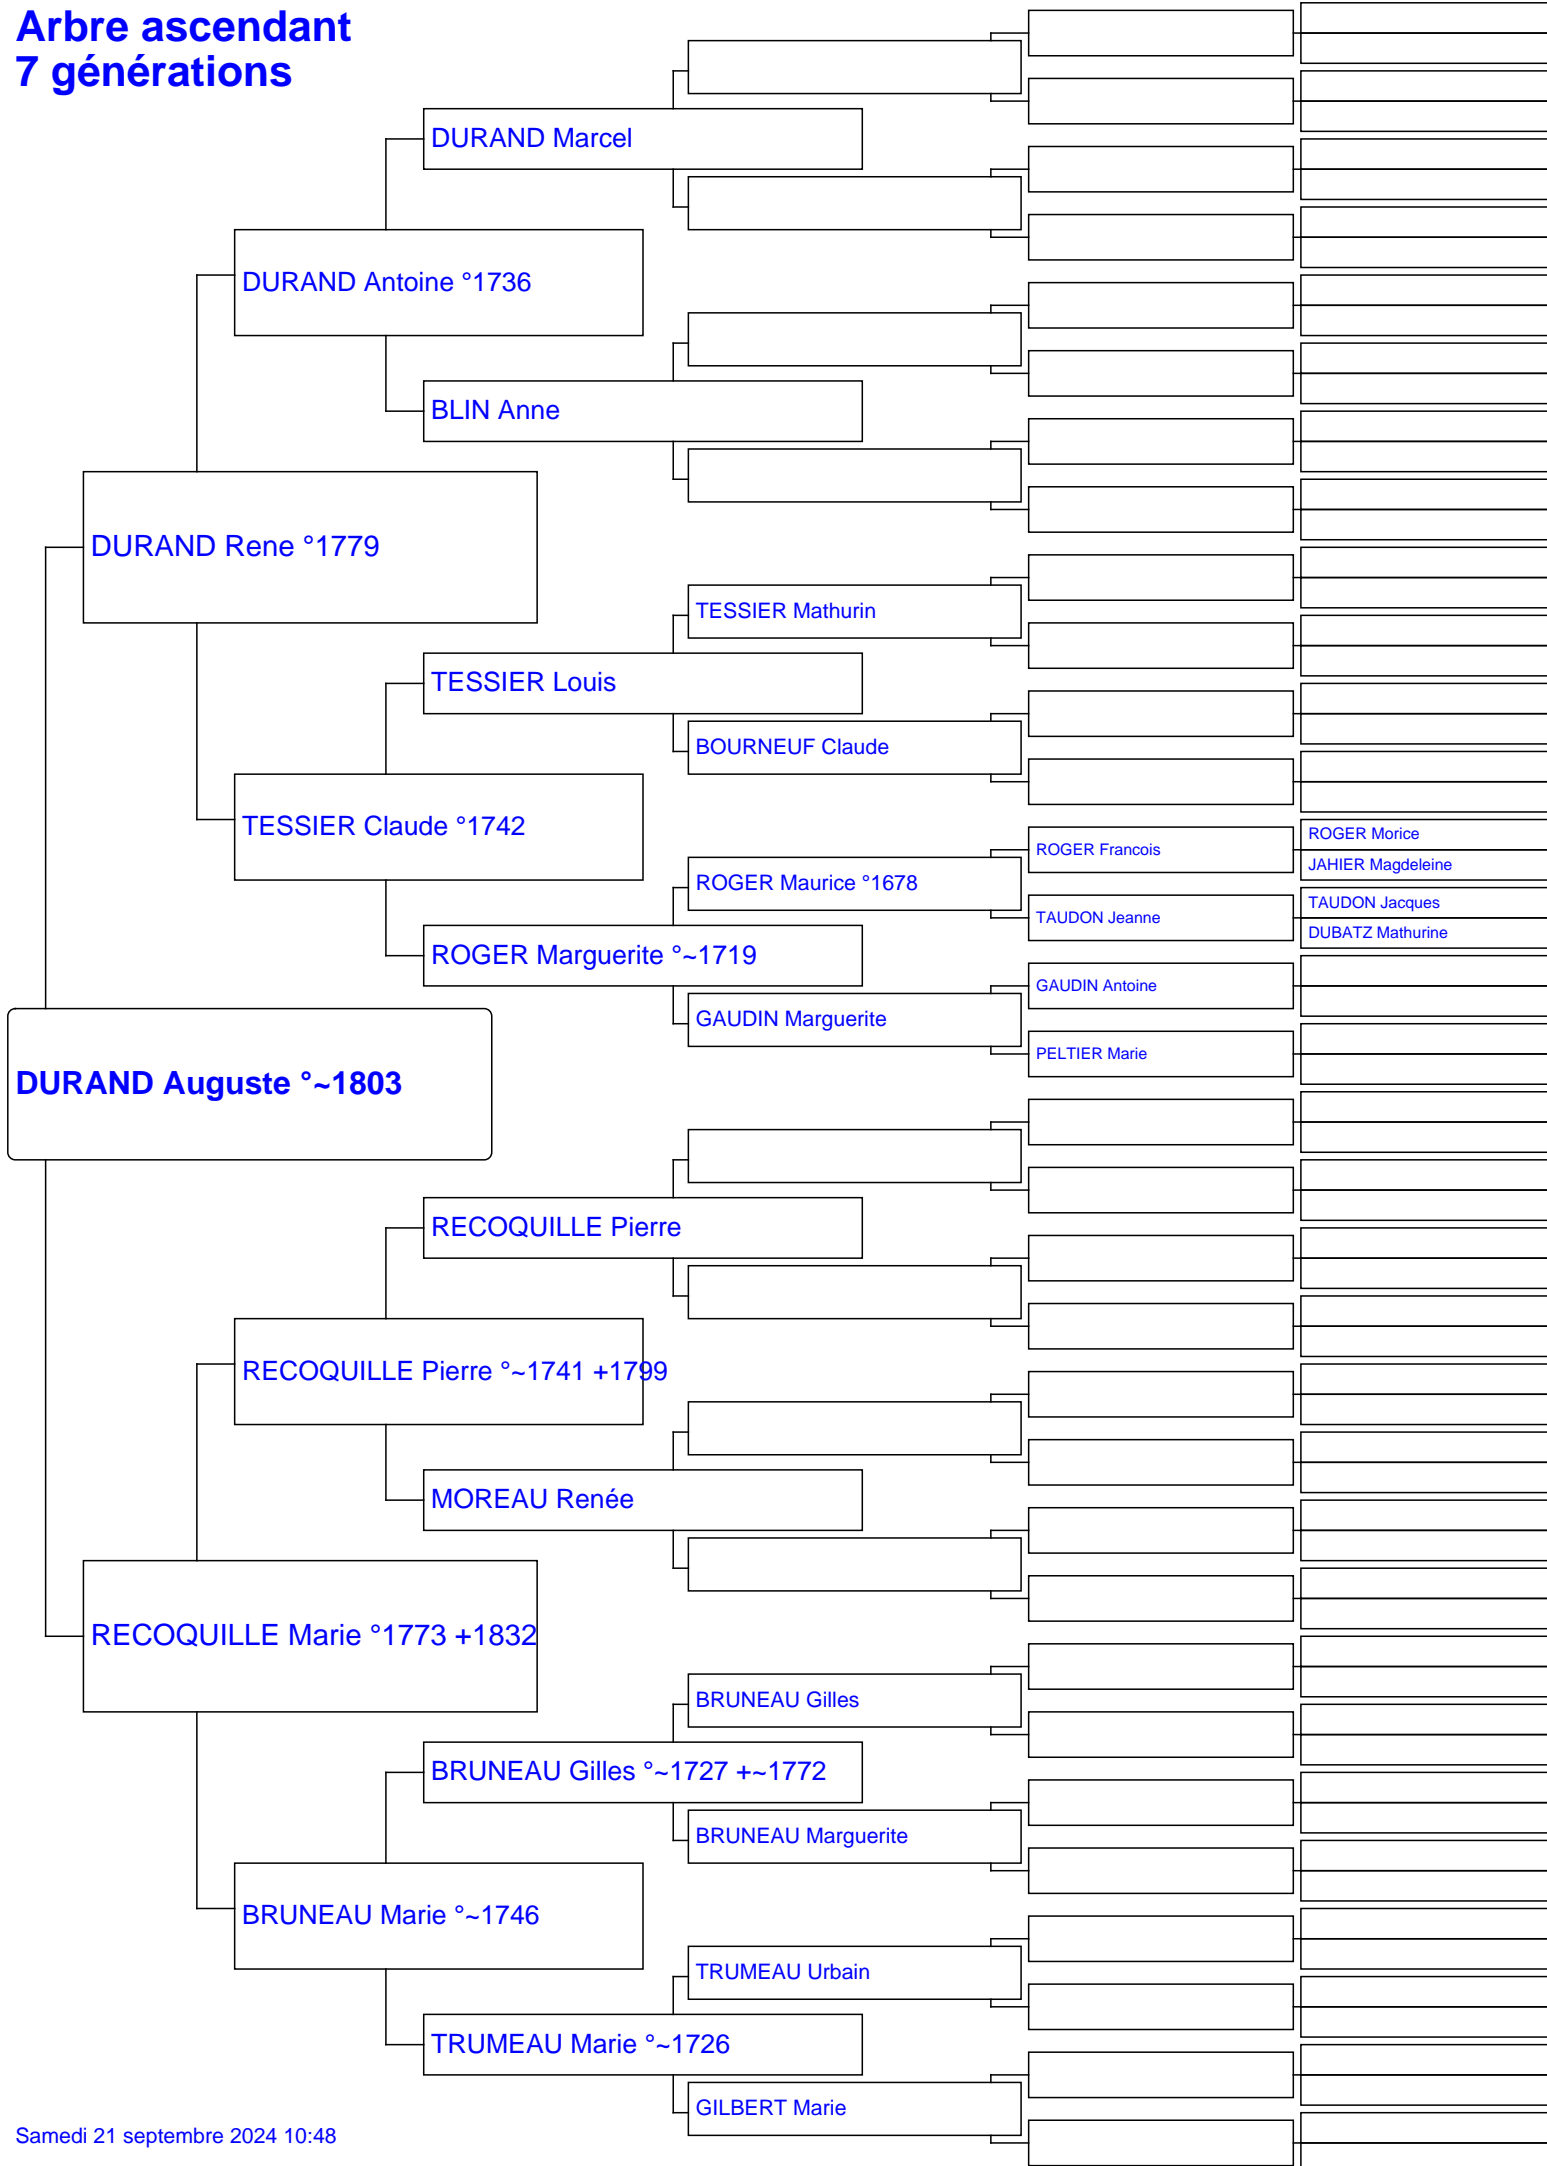 Arbre ascendant
7 générations
DURAND Marcel
DURAND Antoine °1736
BLIN Anne
DURAND Rene °1779
TESSIER Mathurin
TESSIER Louis
BOURNEUF Claude
TESSIER Claude °1742
ROGER Morice
ROGER Francois
JAHIER Magdeleine
ROGER Maurice °1678
TAUDON Jacques
TAUDON Jeanne
DUBATZ Mathurine
ROGER Marguerite °~1719
GAUDIN Antoine
GAUDIN Marguerite
PELTIER Marie
DURAND Auguste °~1803
RECOQUILLE Pierre
RECOQUILLE Pierre °~1741 +1799
MOREAU Renée
RECOQUILLE Marie °1773 +1832
BRUNEAU Gilles
BRUNEAU Gilles °~1727 +~1772
BRUNEAU Marguerite
BRUNEAU Marie °~1746
TRUMEAU Urbain
TRUMEAU Marie °~1726
GILBERT Marie
Samedi 21 septembre 2024 10:48